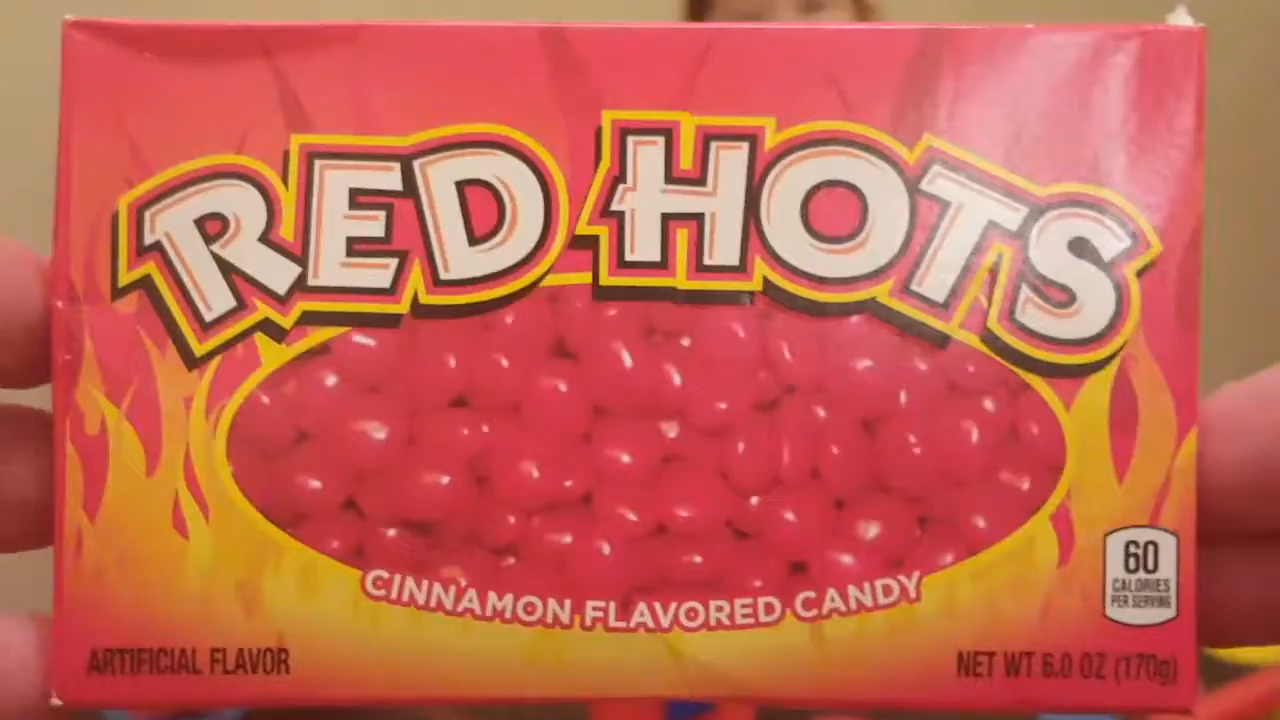 RED HOTS
CINNAMON FLAVORED CANDY
60
CALORIES
PER SERVING
ARTIFICIAL FLAVOR
NET WT 6.0 OZ (170g)